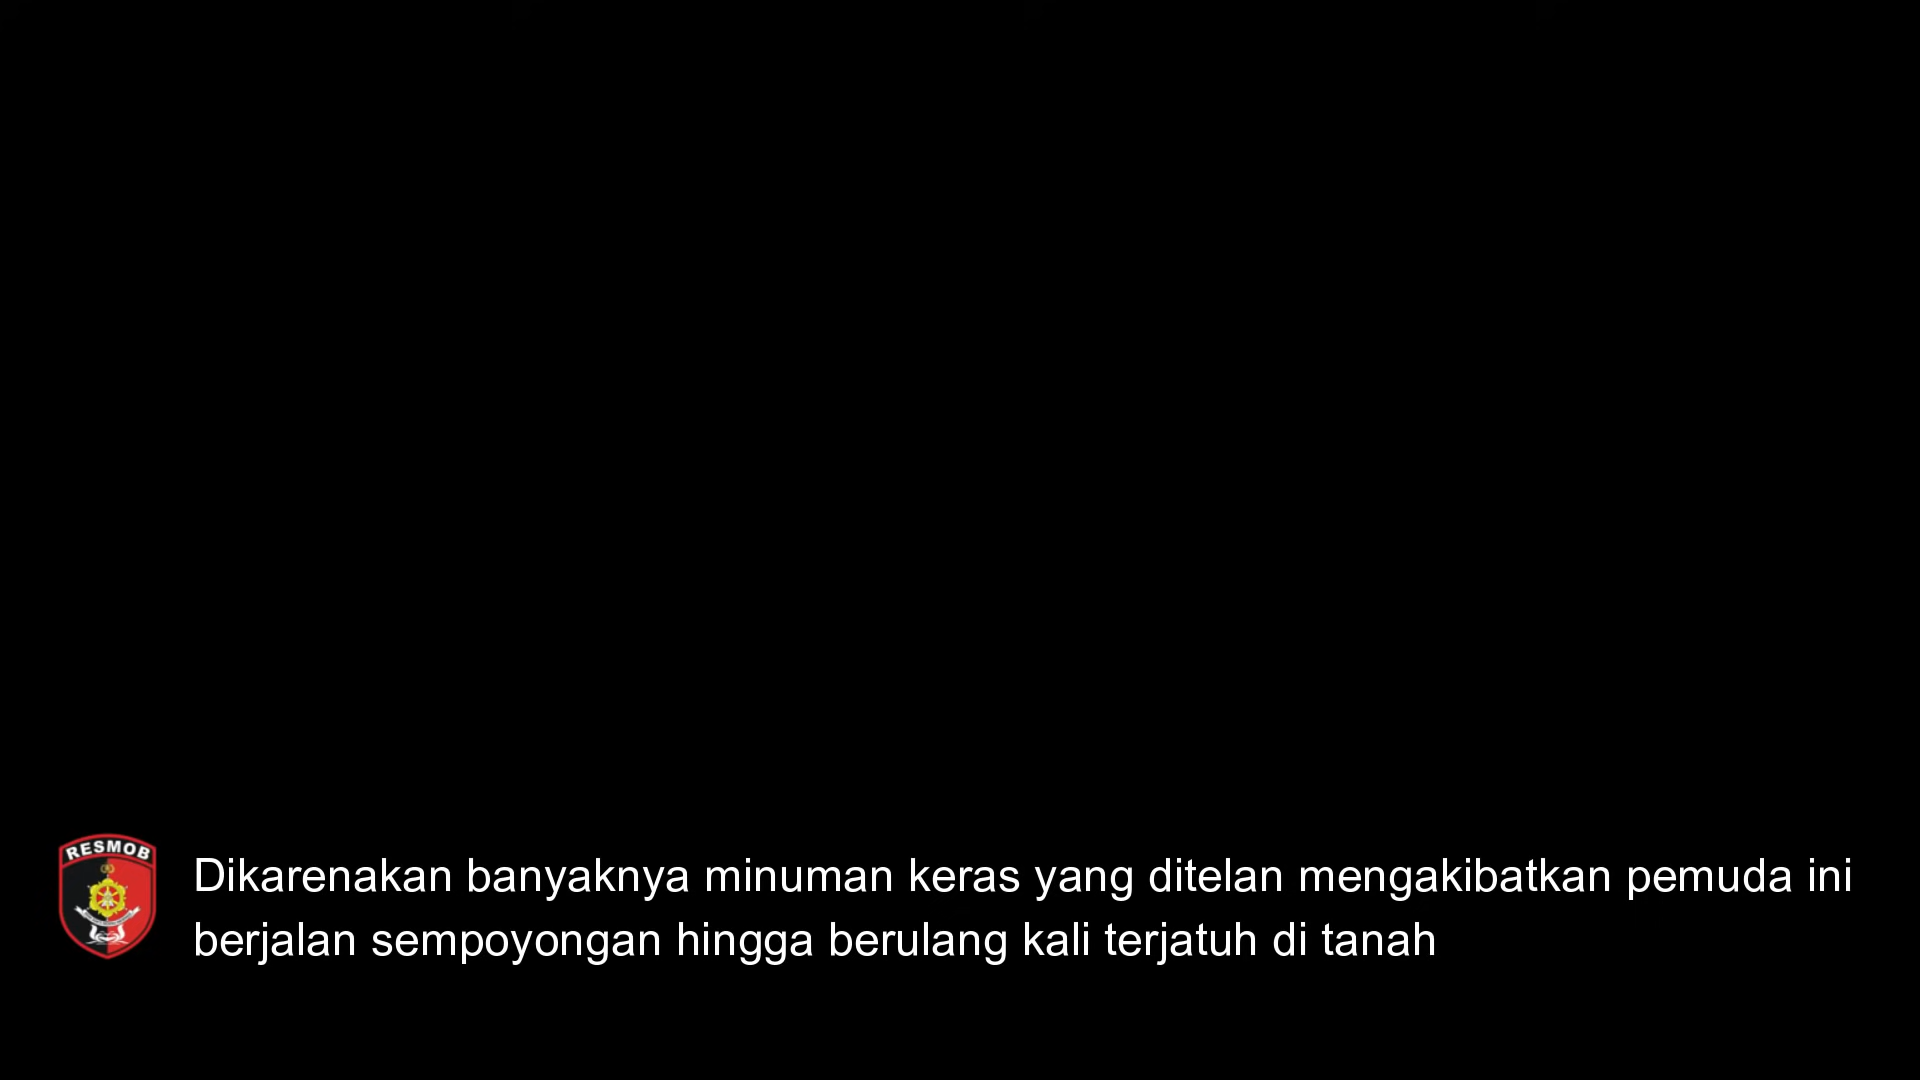 RESMOB
Dikarenakan banyaknya minuman keras yang ditelan mengakibatkan pemuda ini
berjalan sempoyongan hingga berulang kali terjatuh di tanah